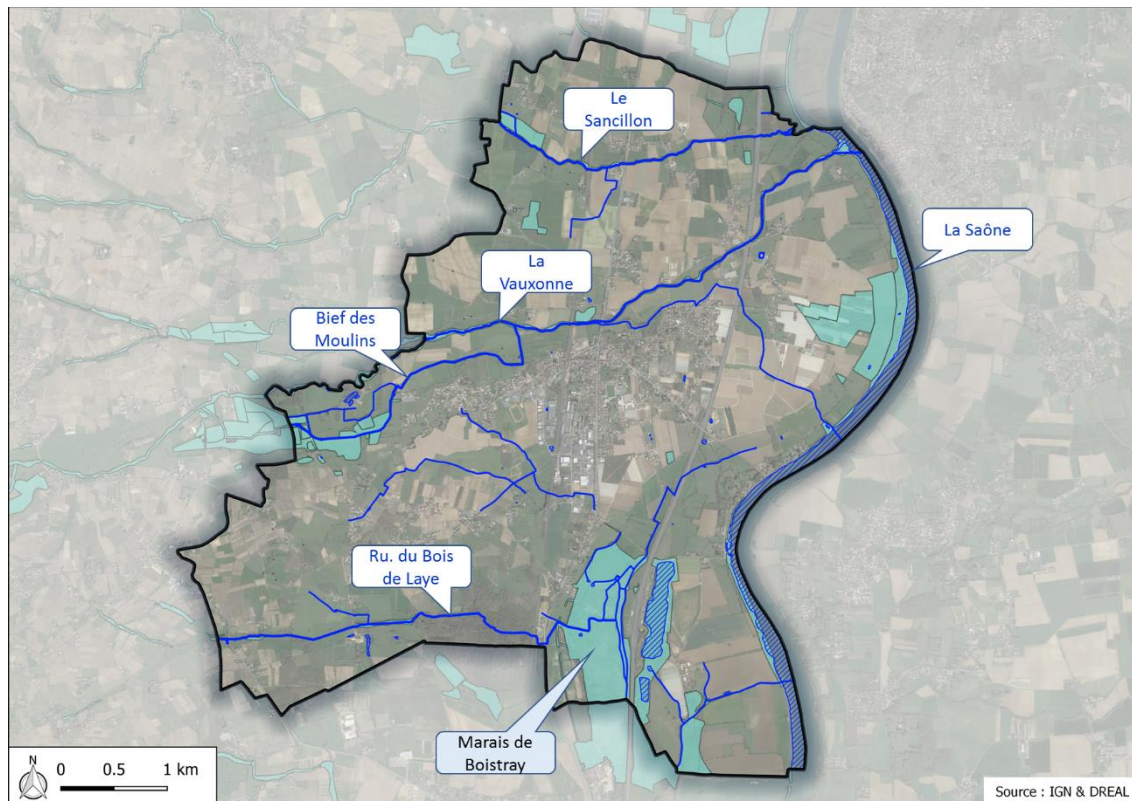 Le
Sancillon
La Saône
La
Vauxonne
Bief des
Moulins
Ru. du Bois
de Laye
Marais de
Boistray
N
0 0.5 1 km
Source : IGN & DREAL